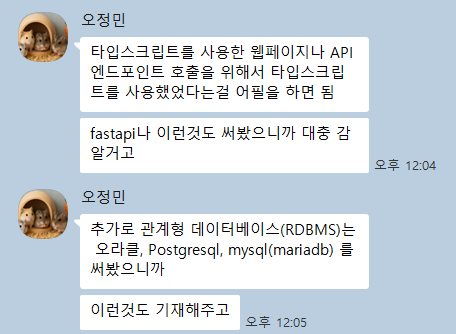 오정민
타입스크립트를 사용한 웹페이지나 API
엔드포인트 호출을 위해서 타입스크립
트를 사용했었다는걸 어필을 하면 됨
fastapi나 이런것도 써봤으니까 대충 감
알거고
오후 12:04
오정민
추가로 관계형 데이터베이스(RDBMS)는
오라클, Postgresql, mysql(mariadb) 를
써봤으니까
이런것도 기재해주고
오후 12:05